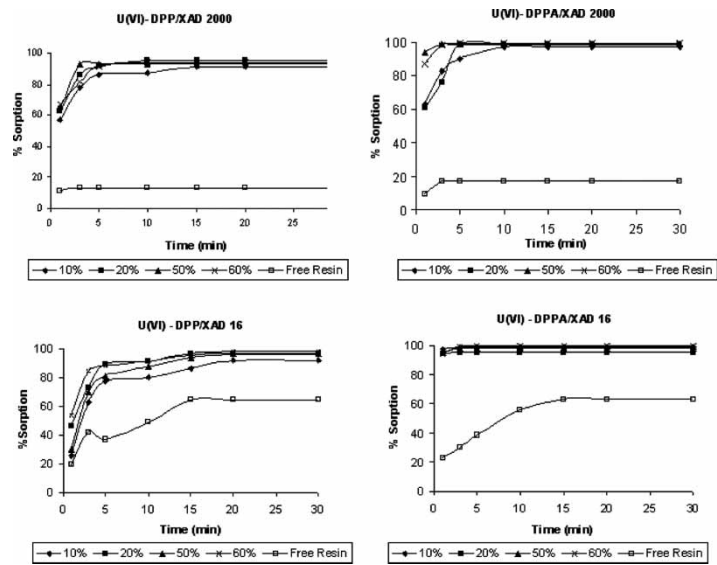 U(VI)- DPP/XAD 2000
% Sorption
100
80
60
40
20
0
0 5 10 15 20 25
Time (min)
10% 20% 50% 60% Free Resin
U(VI)- DPPA/XAD 2000
% Sorption
100
80
60
40
20
0
0 5 10 15 20 25 30
Time (min)
10% 20% 50% 60% Free Resin
U(VI) - DPP/XAD 16
% Sorption
100
80
60
40
20
0
0 5 10 15 20 25 30
Time (min)
10% 20% 50% 60% Free Resin
U(VI) - DPPA/XAD 16
% Sorption
100
80
60
40
20
0
0 5 10 15 20 25 30
Time (min)
10% 20% 50% 60% Free Resin